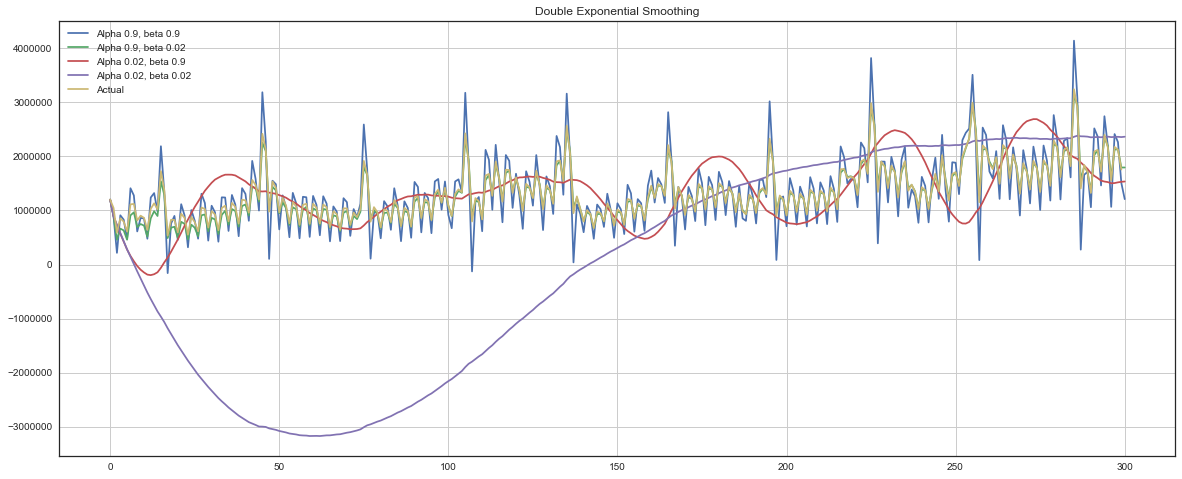 Double Exponential Smoothing
Alpha 0.9, beta 0.9
Alpha 0.9, beta 0.02
Alpha 0.02, beta 0.9
Alpha 0.02, beta 0.02
Actual
4000000
3000000
2000000
1000000
0
−1000000
−2000000
−3000000
0 50 100 150 200 250 300